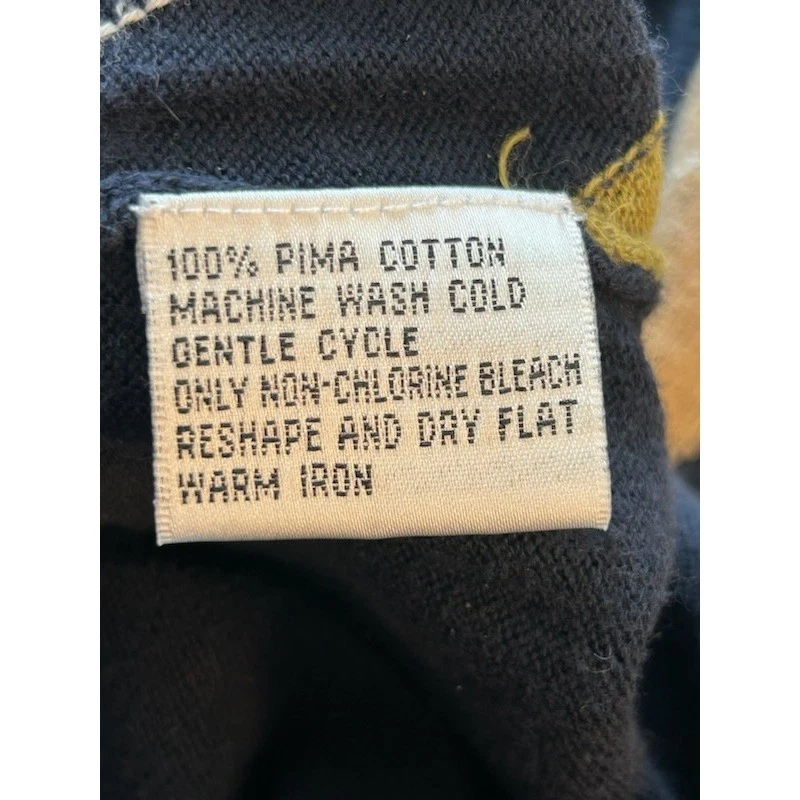 100% PIMA COTTON
MACHINE WASH COLD
GENTLE CYCLE
ONLY NON-CHLORINE BLEACH
RESHAPE AND DRY FLAT
WARM IRON